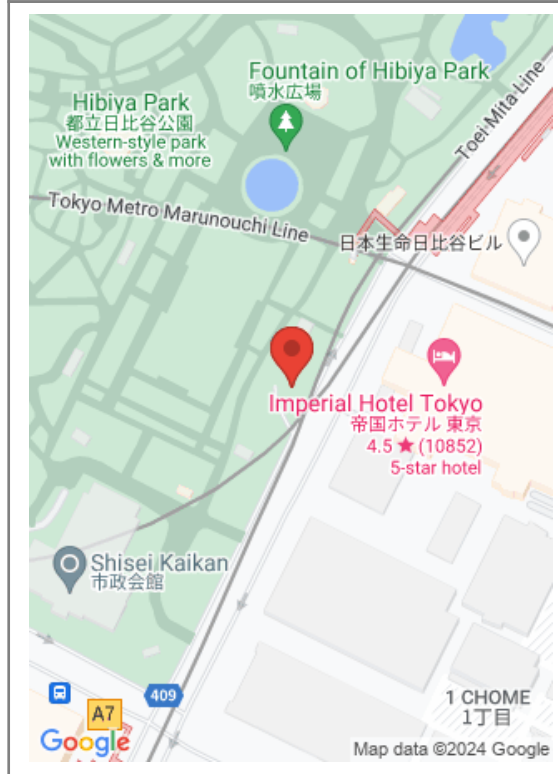 Fountain of Hibiya Park
噴水広場
Hibiya Park
都立日比谷公園
Western-style park
with flowers & more
Toei Mita Line
Tokyo Metro Marunouchi Line
日本生命日比谷ビル
Imperial Hotel Tokyo
帝国ホテル 東京
4.5 ★ (10852)
5-star hotel
Shisei Kaikan
市政会館
409
A7
1 CHOME
1丁目
Google
Map data ©2024 Google